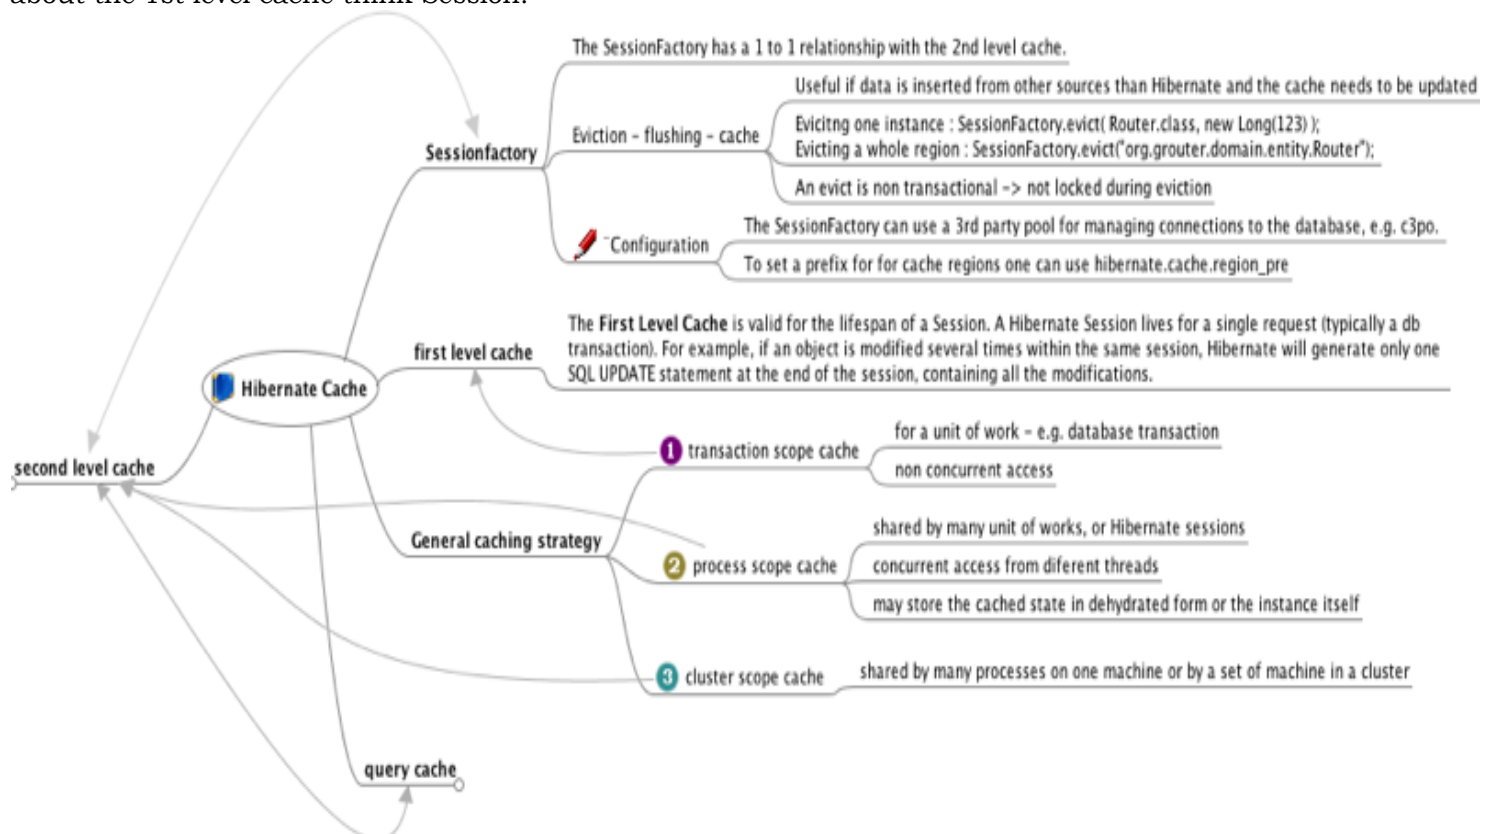 about the 1st level cache think Session.
The SessionFactory has a 1 to 1 relationship with the 2nd level cache.
Useful if data is inserted from other sources than Hibernate and the cache needs to be updated
Eviction - flushing - cache
Evicitng one instance : SessionFactory.evict( Router.class, new Long(123) );
Evicting a whole region : SessionFactory.evict("org.grouter.domain.entity.Router");
Sessionfactory
An evict is non transactional -> not locked during eviction
Configuration
The SessionFactory can use a 3rd party pool for managing connections to the database, e.g. c3po.
To set a prefix for for cache regions one can use hibernate.cache.region_pre
first level cache
The First Level Cache is valid for the lifespan of a Session. A Hibernate Session lives for a single request (typically a db
transaction). For example, if an object is modified several times within the same session, Hibernate will generate only one
SQL UPDATE statement at the end of the session, containing all the modifications.
Hibernate Cache
second level cache
General caching strategy
1 transaction scope cache
for a unit of work - e.g. database transaction
non concurrent access
2 process scope cache
shared by many unit of works, or Hibernate sessions
concurrent access from diferent threads
may store the cached state in dehydrated form or the instance itself
3 cluster scope cache
shared by many processes on one machine or by a set of machine in a cluster
query cache